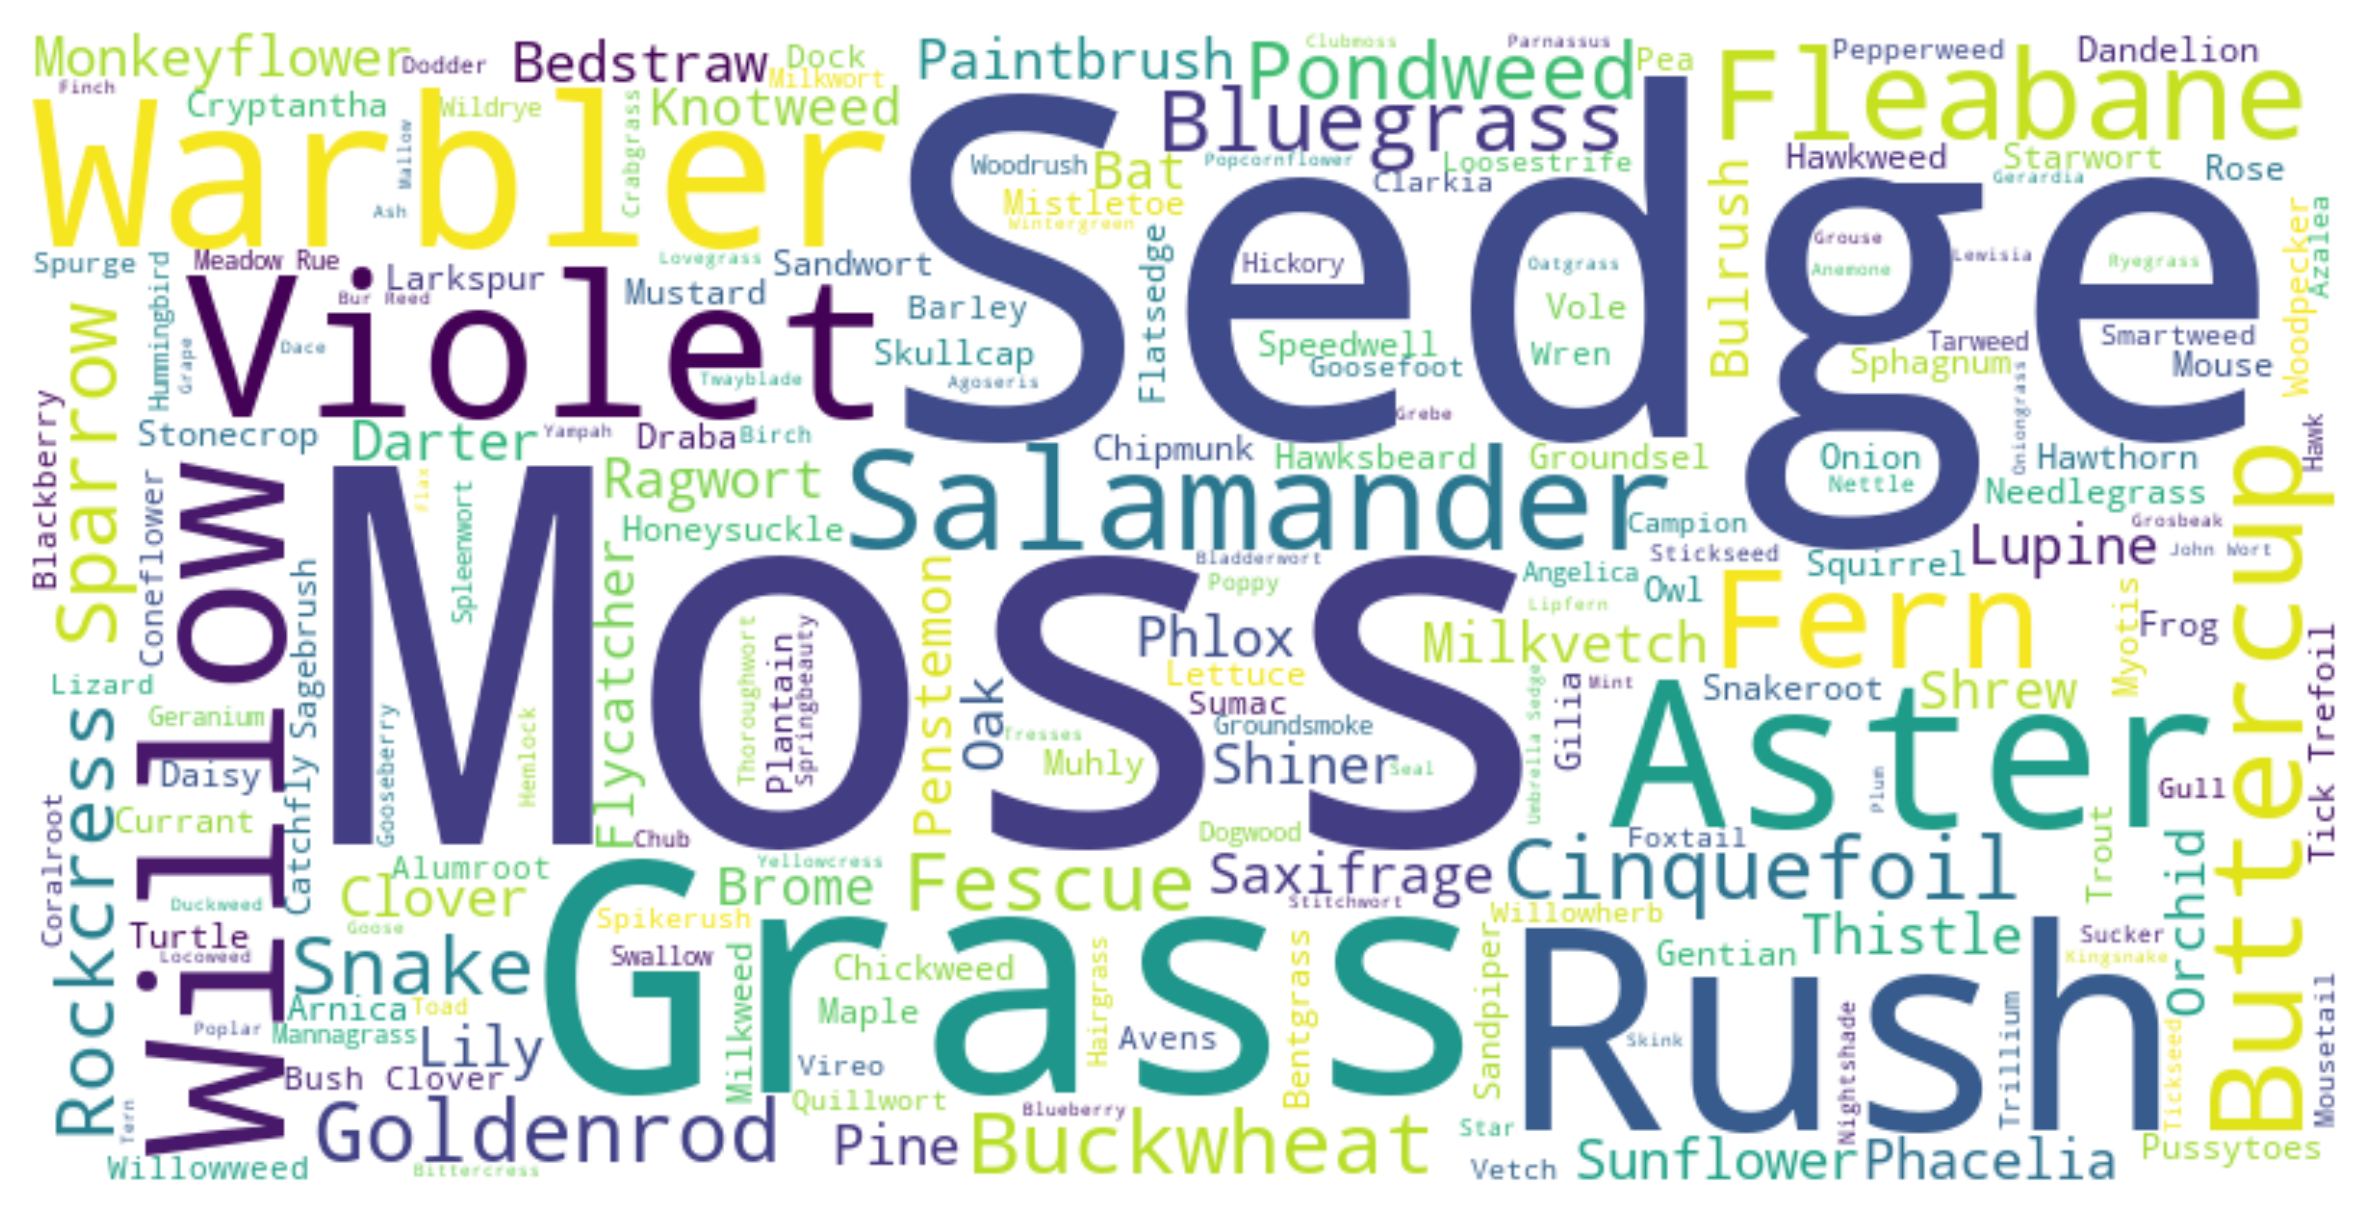 Monkeyflower
Dodder
Bedstraw
Dock
Milkwort
Paintbrush
Pondweed
Clubmoss
Parnassus
Pea
Fleabane
Pepperweed
Dandelion
Finch
Warbler
Cryptantha
Wildrye
Knotweed
Mallow
Crabgrass
Ash
Sedge
Bluegrass
Woodrush
Bat
Popcornflower
Loosestrife
Clarkia
Mistletoe
Wintergreen
Bulrush
Hawkweed
Starwort
Gerardia
Rose
Woodpecker
Azalea
Spurge
Hummingbird
Meadow Rue
Larkspur
Bur Reed
Lovegrass
Sandwort
Mustard
Barley
Flatsedge
Hickory
Oatgrass
Vole
Grouse
Anemone
Lewisia
Ryegrass
Violet
Sparrow
Grape
Dace
Twayblade
Skullcap
Agoseris
Speedwell
Goosefoot
Wren
Grebe
Tarweed
Sphagnum
Smartweed
Mouse
Oniongrass
Hawk
Blackberry
Stonecrop
Darter
Yampah
Draba
Birch
Salamander
Chipmunk
Hawksbeard
Groundsel
Onion
Nettle
Hawthorn
Needlegrass
Buttercup
Willow
Coneflower
Moss
Flax
Spleenwort
Ragwort
Honeysuckle
Campion
Stickseed
Lupine
Grosbeak
John Wort
Squirrel
Sagebrush
Catchfly
Flycatcher
Penstemon
Bladderwort
Poppy
Angelica
Owl
Lipfern
Fern
Myotis
Frog
Tick Trefoil
Thoroughwort
Plantain
Springbeauty
Phlox
Milkvetch
Lettuce
Sumac
Groundsmoke
Umbrella Sedge
Gilia
Mint
Snakeroot
Shrew
Lizard
Geranium
Gooseberry
Hemlock
Oak
Tresses
Muhly
Shiner
Seal
Aster
Plum
Gull
Daisy
Rockcress
Coralroot
Currant
Chub
Dogwood
Foxtail
Trout
Orchid
Alumroot
Yellowcress
Clover
Brome
Fescue
Saxifrage
Cinquefoil
Duckweed
Goose
Spikerush
Stitchwort
Willowherb
Turtle
Locoweed
Snake
Swallow
Grass
Milkweed
Chickweed
Hairgrass
Bentgrass
Sandpiper
Rush
Gentian
Thistle
Sucker
Kingsnake
Mousetail
Arnica
Toad
Mannagrass
Poplar
Lily
Maple
Vireo
Avens
Skink
Nightshade
Trillium
Tickseed
Bush Clover
Quillwort
Blueberry
Tern
Goldenrod
Pine
Buckwheat
Star
Vetch
Sunflower
Phacelia
Pussytoes
Willowweed
Bittercress